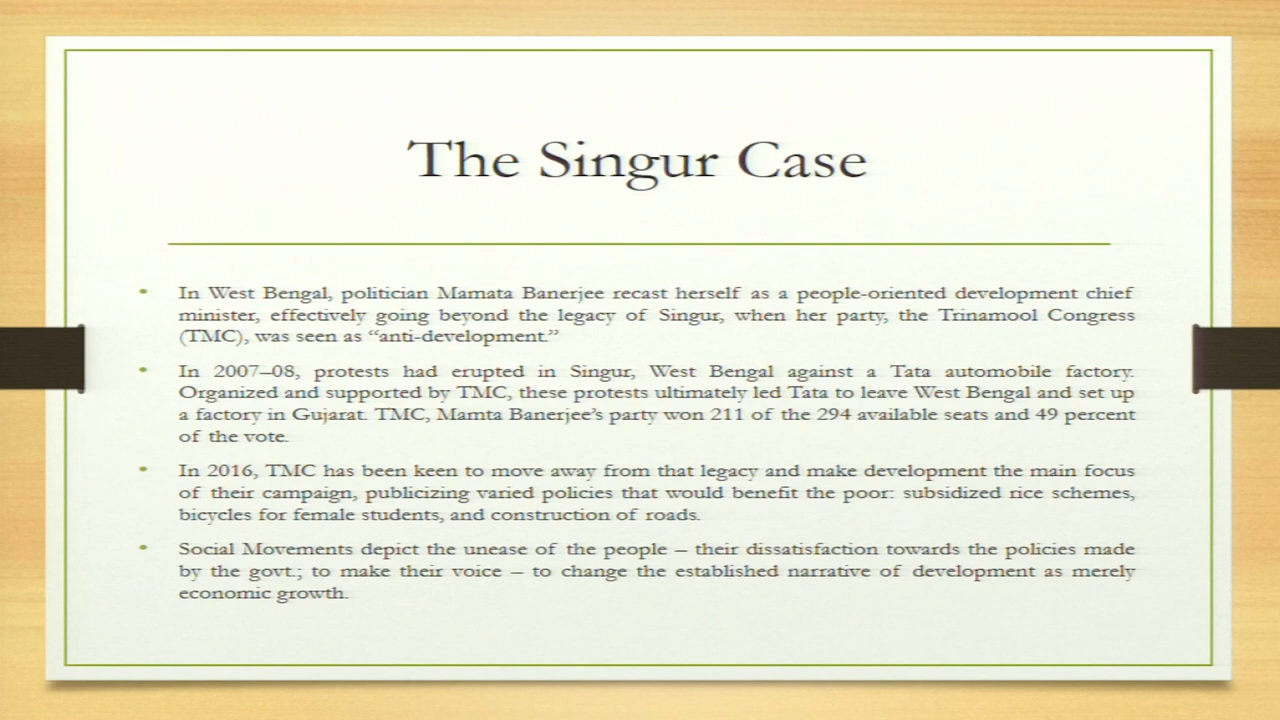 The Singur Case
• In West Bengal, politician Mamata Banerjee recast herself as a people-oriented development chief
minister, effectively going beyond the legacy of Singur, when her party, the Trinamool Congress
(TMC), was seen as “anti-development.”
• In 2007–08, protests had erupted in Singur, West Bengal against a Tata automobile factory.
Organized and supported by TMC, these protests ultimately led Tata to leave West Bengal and set up
a factory in Gujarat. TMC, Mamta Banerjee’s party won 211 of the 294 available seats and 49 percent
of the vote.
• In 2016, TMC has been keen to move away from that legacy and make development the main focus
of their campaign, publicizing varied policies that would benefit the poor: subsidized rice schemes,
bicycles for female students, and construction of roads.
• Social Movements depict the unease of the people – their dissatisfaction towards the policies made
by the govt.; to make their voice – to change the established narrative of development as merely
economic growth.